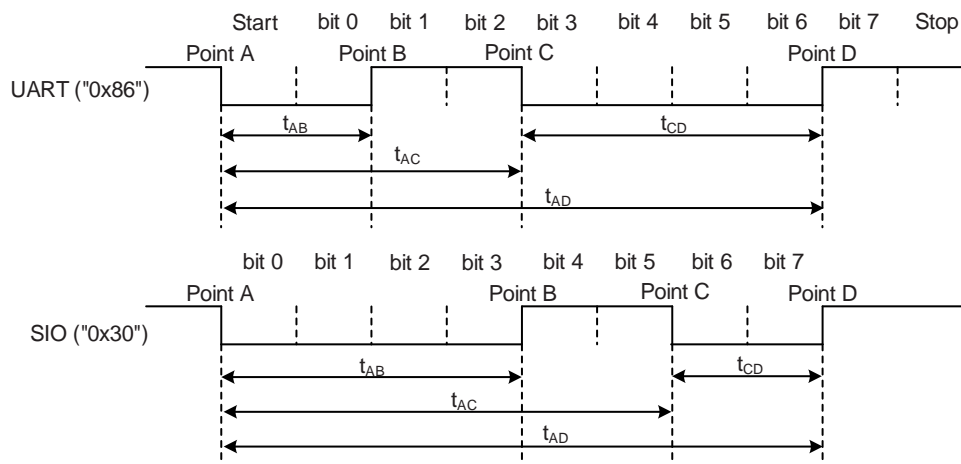 Start bit 0 bit 1 bit 2 bit 3 bit 4 bit 5 bit 6 bit 7 Stop
Point A Point B Point C Point D
UART ("0x86")
tAB tCD
tAC
tAD
bit 0 bit 1 bit 2 bit 3 bit 4 bit 5 bit 6 bit 7
Point A Point B Point C Point D
SIO ("0x30")
tAB tCD
tAC
tAD